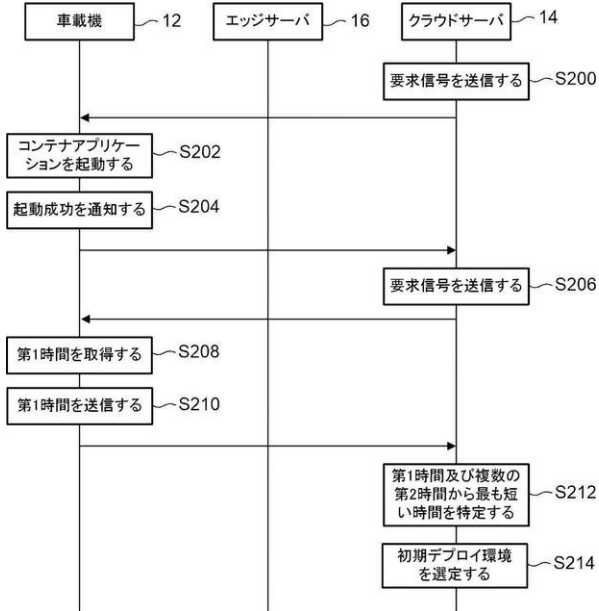 車載機 12
エッジサーバ 16
クラウドサーバ 14
要求信号を送信する S200
コンテナアプリケー
ションを起動する S202
起動成功を通知する S204
要求信号を送信する S206
第1時間を取得する S208
第1時間を送信する S210
第1時間及び複数の
第2時間から最も短
い時間を特定する S212
初期デプロイ環境
を選定する S214